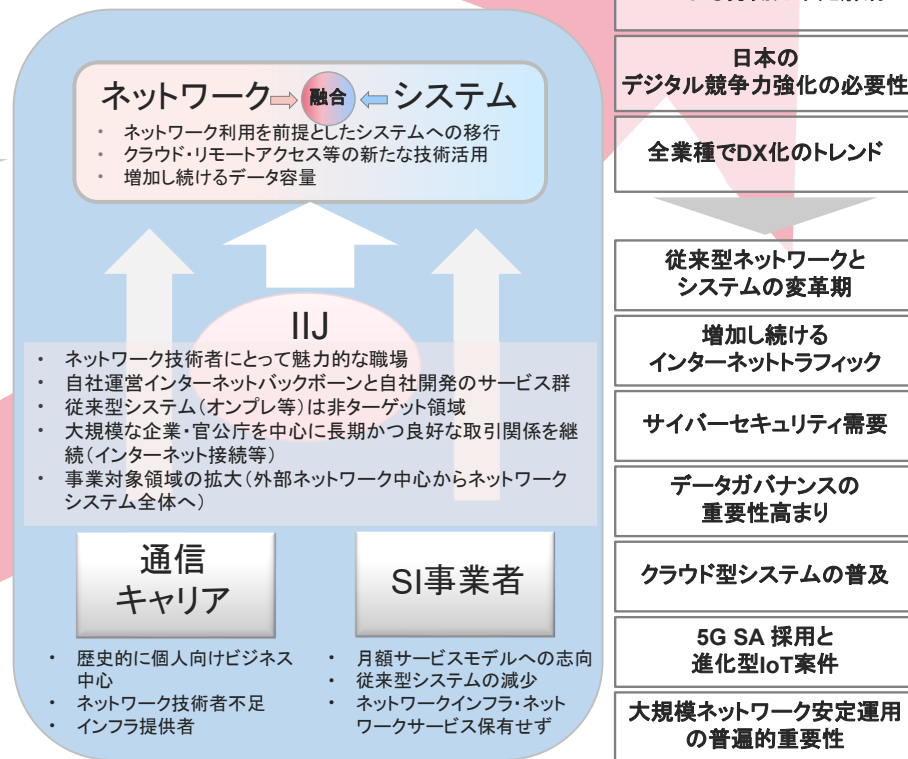 ネットワーク 融合 システム
・ ネットワーク利用を前提としたシステムへの移行
・ クラウド・リモートアクセス等の新たな技術活用
・ 増加し続けるデータ容量
IIJ
・ ネットワーク技術者にとって魅力的な職場
・ 自社運営インターネットバックボーンと自社開発のサービス群
・ 従来型システム(オンプレ等)は非ターゲット領域
・ 大規模な企業・官公庁を中心に長期かつ良好な取引関係を継
続(インターネット接続等)
・ 事業対象領域の拡大(外部ネットワーク中心からネットワーク
システム全体へ)
通信
キャリア
・ 歴史的に個人向けビジネス
中心
・ ネットワーク技術者不足
・ インフラ提供者
SI事業者
・ 月額サービスモデルへの志向
・ 従来型システムの減少
・ ネットワークインフラ・ネット
ワークサービス保有せず
日本の
デジタル競争力強化の必要性
全業種でDX化のトレンド
従来型ネットワークと
システムの変革期
増加し続ける
インターネットトラフィック
サイバーセキュリティ需要
データガバナンスの
重要性高まり
クラウド型システムの普及
5G SA 採用と
進化型IoT案件
大規模ネットワーク安定運用
の普遍的重要性